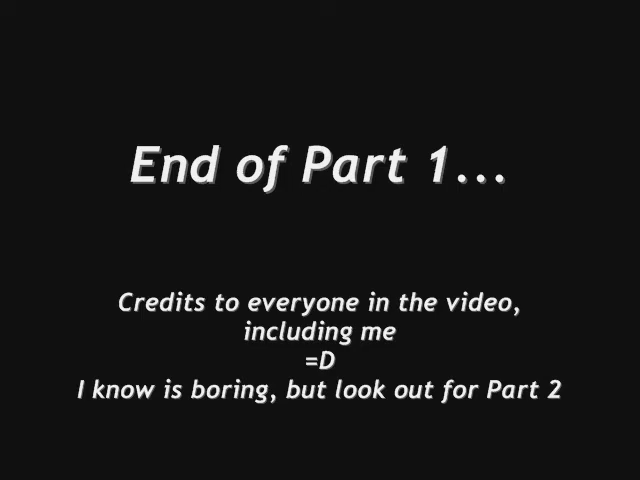 End of Part 1...
Credits to everyone in the video,
including me
=D
I know is boring, but look out for Part 2